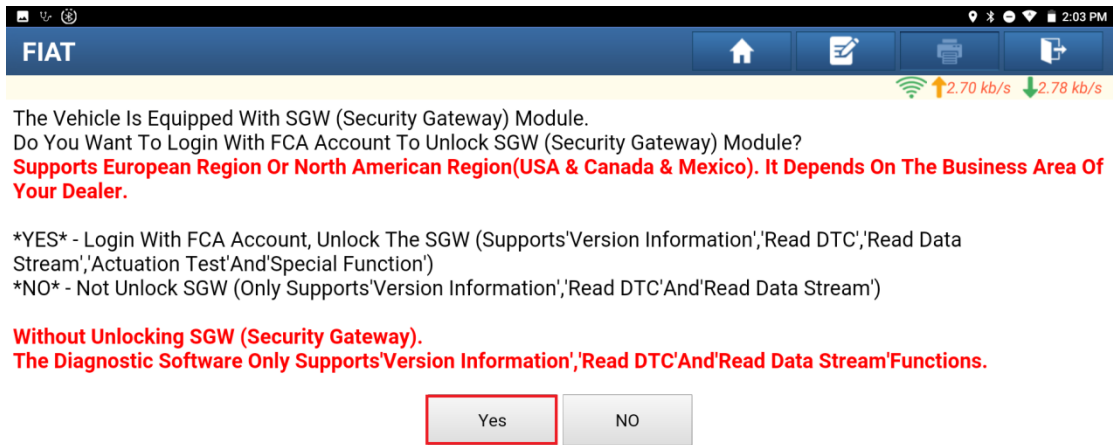 2:03 PM
FIAT
2.70 kb/s 2.78 kb/s
The Vehicle Is Equipped With SGW (Security Gateway) Module.
Do You Want To Login With FCA Account To Unlock SGW (Security Gateway) Module?
Supports European Region Or North American Region(USA & Canada & Mexico). It Depends On The Business Area Of
Your Dealer.
*YES* - Login With FCA Account, Unlock The SGW (Supports'Version Information','Read DTC','Read Data
Stream','Actuation Test'And'Special Function')
*NO* - Not Unlock SGW (Only Supports'Version Information','Read DTC'And'Read Data Stream')
Without Unlocking SGW (Security Gateway).
The Diagnostic Software Only Supports'Version Information','Read DTC'And'Read Data Stream'Functions.
Yes NO